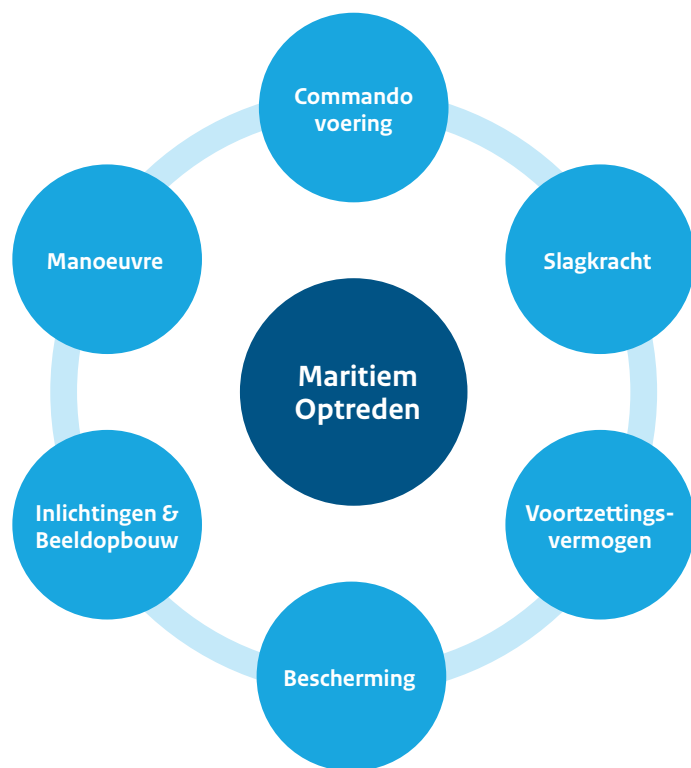 Commando
voering
Manoeuvre
Slagkracht
Maritiem
Optreden
Inlichtingen &
Beeldopbouw
Voortzettings-
vermogen
Bescherming